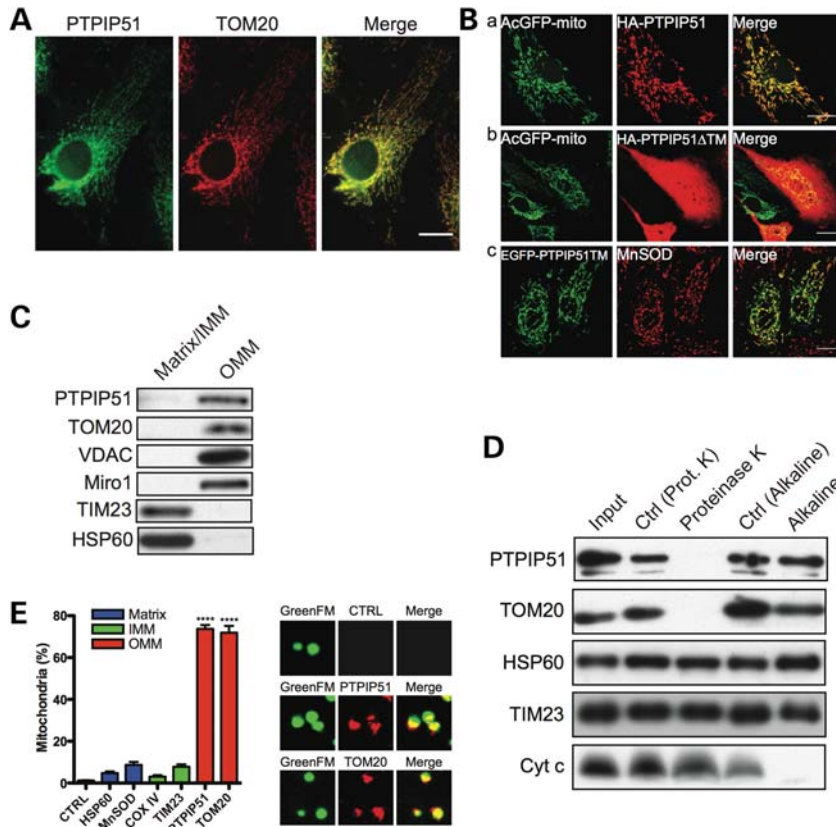 A
PTPIP51 TOM20 Merge
B
a AcGFP-mito HA-PTPIP51 Merge
b AcGFP-mito HA-PTPIP51ΔTM Merge
c EGFP-PTPIP51TM MnSOD Merge
C
Matrix/IMM OMM
PTPIP51
TOM20
VDAC
Miro1
TIM23
HSP60
D
Input Ctrl (Prot. K) Proteinase K Ctrl (Alkaline) Alkaline
PTPIP51
TOM20
HSP60
TIM23
Cyt c
E
Mitochondria (%)
80
60
40
20
0
Matrix
IMM
OMM
**** ****
CTRL HSP60 MnSOD COX IV TIM23 PTPIP51 TOM20
GreenFM CTRL Merge
GreenFM PTPIP51 Merge
GreenFM TOM20 Merge